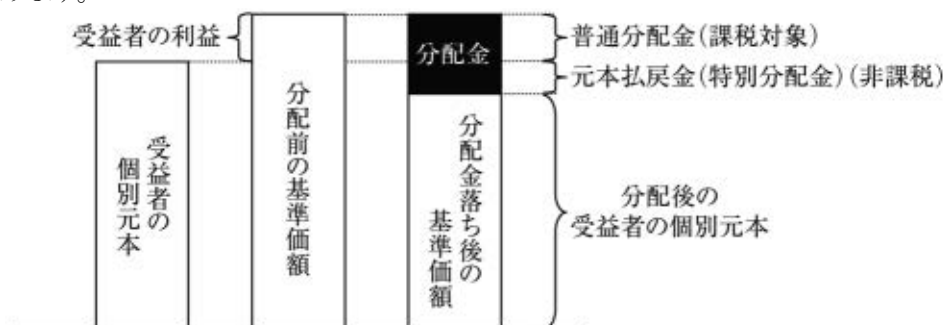 受益者の利益
分配金
普通分配金(課税対象)
元本払戻金(特別分配金)(非課税)
受益者の
個別元本
分配前の基準価額
分配金落ち後の
基準価額
分配後の
受益者の個別元本